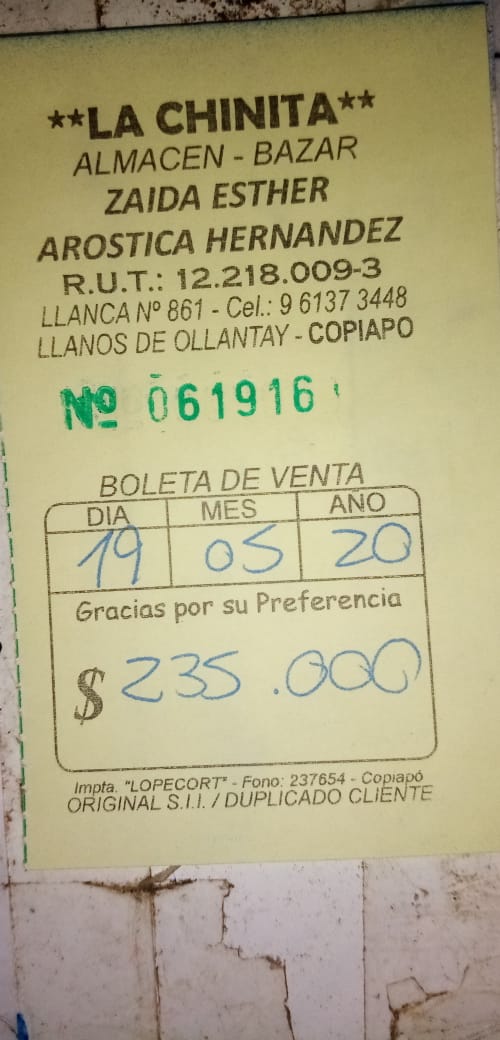 **LA CHINITA**
ALMACEN - BAZAR
ZAIDA ESTHER
AROSTICA HERNANDEZ
R.U.T.: 12.218.009-3
LLANCA Nº 861 - Cel.: 9 6137 3448
LLANOS DE OLLANTAY - COPIAPO
Nº 061916
BOLETA DE VENTA
DIA MES AÑO
19 05 20
Gracias por su Preferencia
$ 235.000
Impta. "LOPECORT" - Fono: 237654 - Copiapó
ORIGINAL S.I.I. / DUPLICADO CLIENTE